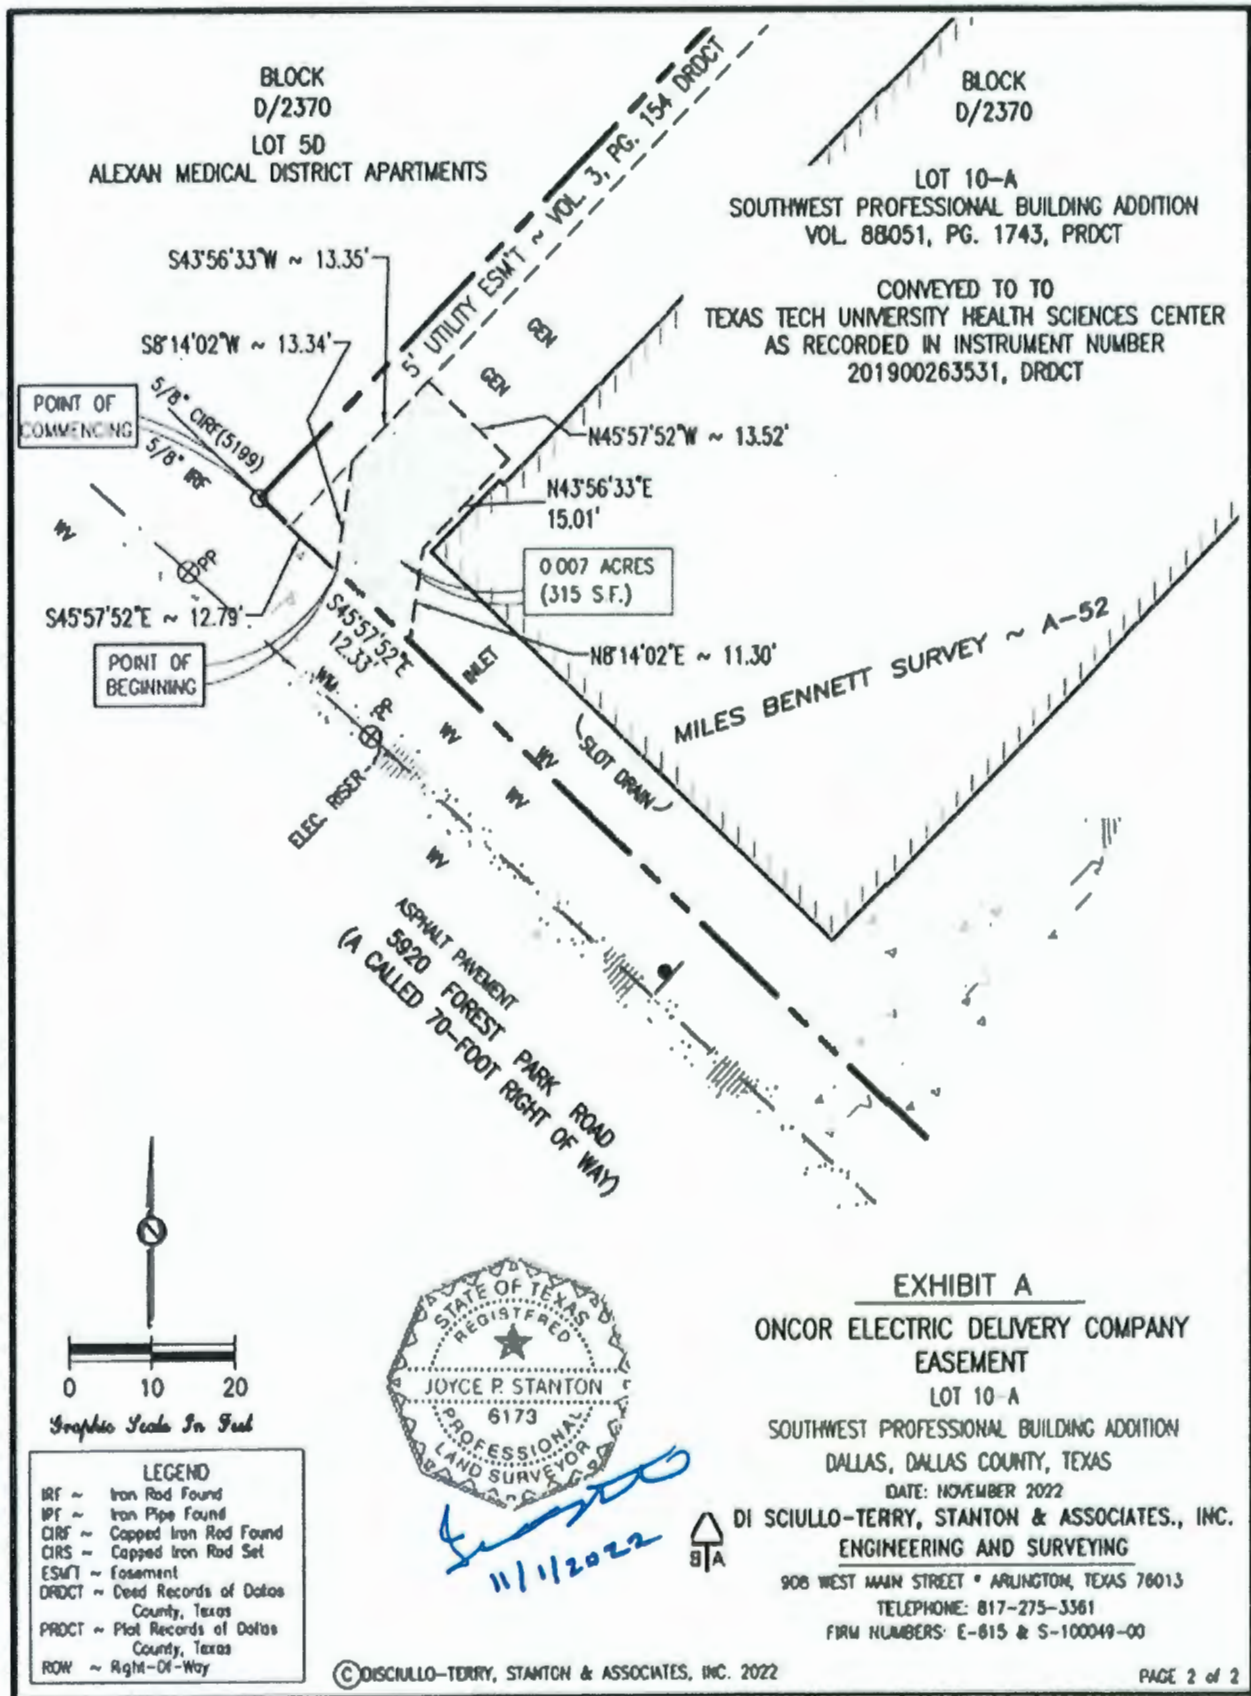 BLOCK
D/2370
LOT 5D
ALEXAN MEDICAL DISTRICT APARTMENTS
5' UTILITY ESM'T ~ VOL. 3, PG. 154 DRDCT
BLOCK
D/2370
LOT 10-A
SOUTHWEST PROFESSIONAL BUILDING ADDITION
VOL. 88051, PG. 1743, PRDCT
CONVEYED TO TO
TEXAS TECH UNIVERSITY HEALTH SCIENCES CENTER
AS RECORDED IN INSTRUMENT NUMBER
201900263531, DRDCT
S43°56'33"W ~ 13.35'
S8°14'02"W ~ 13.34'
5/8" CIRF(5199)
5/8" IRF
POINT OF
COMMENCING
GEN
GEN
N45°57'52"W ~ 13.52'
N43°56'33"E
15.01'
0.007 ACRES
(315 S.F.)
WV
PP
S45°57'52"E ~ 12.79'
S45°57'52"E
12.33'
POINT OF
BEGINNING
N8°14'02"E ~ 11.30'
INLET
WM
PP
WV
WV
WV
WV
SLOT DRAIN
ELEC. RISER
MILES BENNETT SURVEY ~ A-52
ASPHALT PAVEMENT
5920 FOREST PARK ROAD
(A CALLED 70-FOOT RIGHT OF WAY)
N
0 10 20
Graphic Scale In Feet
STATE OF TEXAS
REGISTERED
JOYCE P. STANTON
6173
PROFESSIONAL
LAND SURVEYOR
11/1/2022
EXHIBIT A
ONCOR ELECTRIC DELIVERY COMPANY
EASEMENT
LOT 10-A
SOUTHWEST PROFESSIONAL BUILDING ADDITION
DALLAS, DALLAS COUNTY, TEXAS
DATE: NOVEMBER 2022
DI SCIULLO-TERRY, STANTON & ASSOCIATES., INC.
ENGINEERING AND SURVEYING
908 WEST MAIN STREET * ARLINGTON, TEXAS 76013
TELEPHONE: 817-275-3361
FIRM NUMBERS: E-615 & S-100049-00
LEGEND
IRF ~ Iron Rod Found
IPF ~ Iron Pipe Found
CIRF ~ Capped Iron Rod Found
CIRS ~ Capped Iron Rod Set
ESM'T ~ Easement
DRDCT ~ Deed Records of Dallas
County, Texas
PRDCT ~ Plat Records of Dallas
County, Texas
ROW ~ Right-Of-Way
©DISCIULLO-TERRY, STANTON & ASSOCIATES, INC. 2022
PAGE 2 of 2